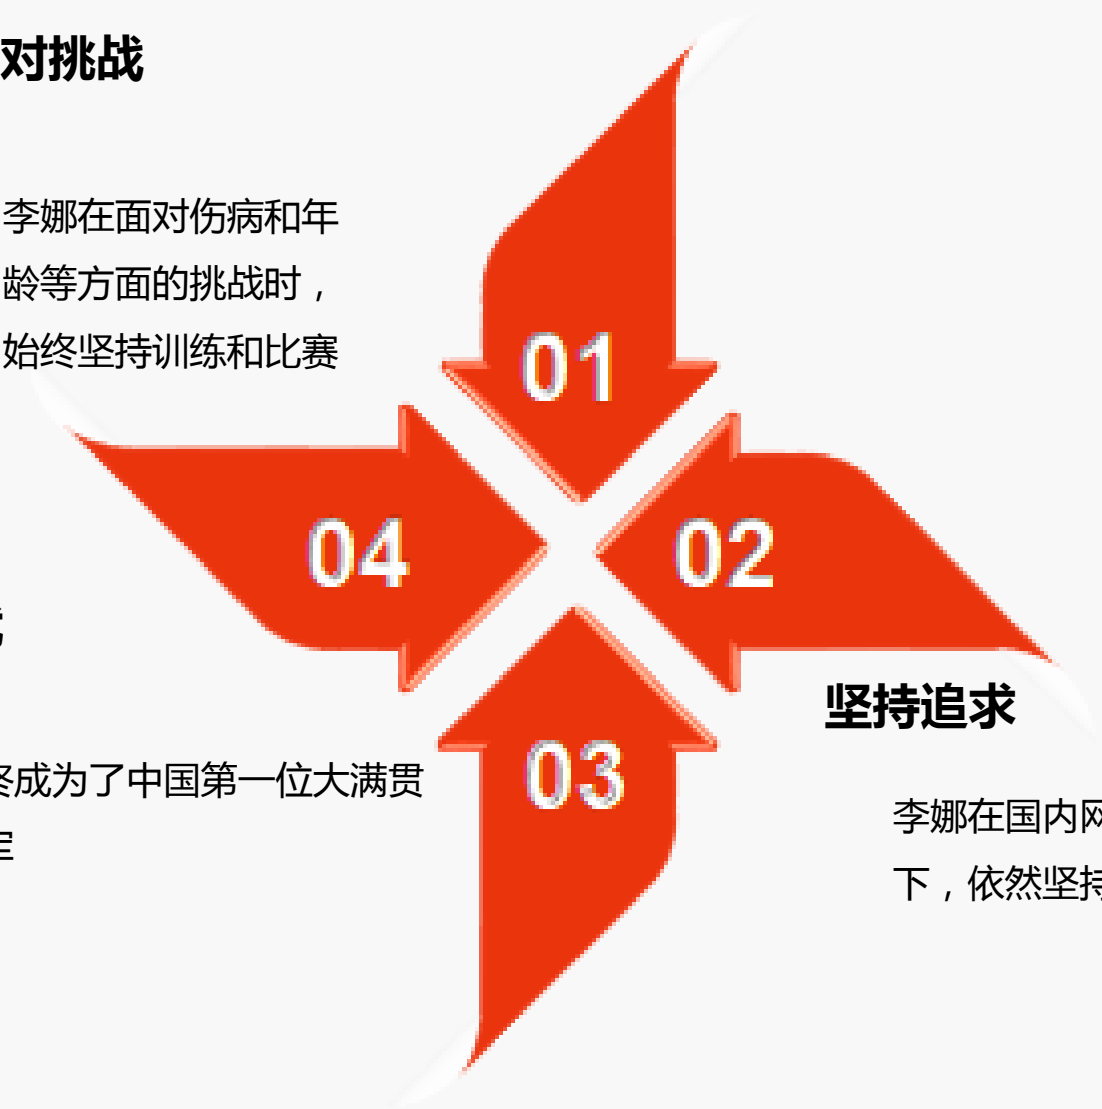 对挑战
李娜在面对伤病和年
龄等方面的挑战时，
始终坚持训练和比赛
01
04
02
03
坚持追求
成为了中国第一位大满贯
李娜在国内网
下，依然坚持